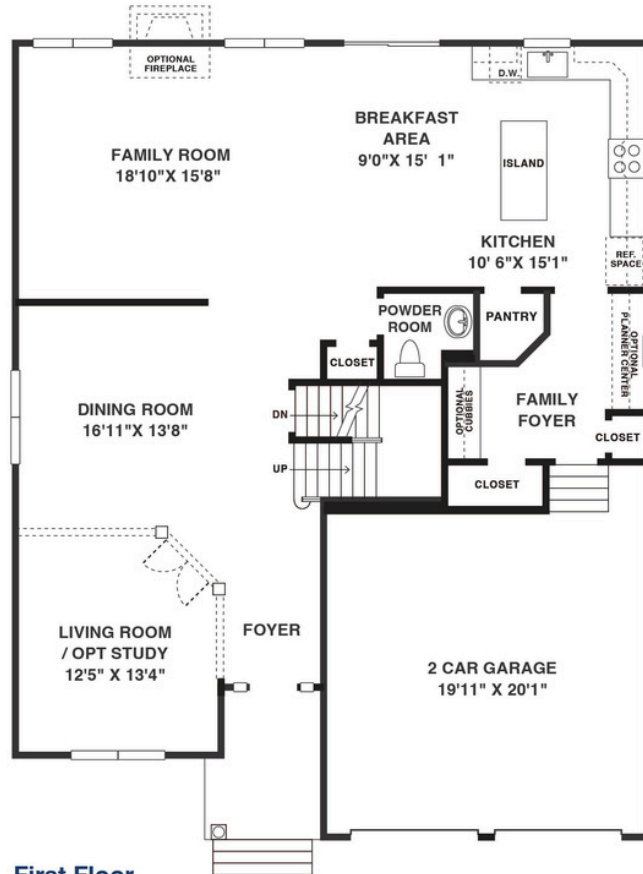 OPTIONAL
FIREPLACE
D.W.
FAMILY ROOM
18'10"X 15'8"
BREAKFAST
AREA
9'0"X 15' 1"
ISLAND
KITCHEN
10' 6"X 15'1"
REF.
SPACE
POWDER
ROOM
PANTRY
OPTIONAL
PLANNER CENTER
CLOSET
DINING ROOM
16'11"X 13'8"
DN
UP
OPTIONAL
CUBBIES
FAMILY
FOYER
CLOSET
CLOSET
LIVING ROOM
/ OPT STUDY
12'5" X 13'4"
FOYER
2 CAR GARAGE
19'11" X 20'1"
First Floor